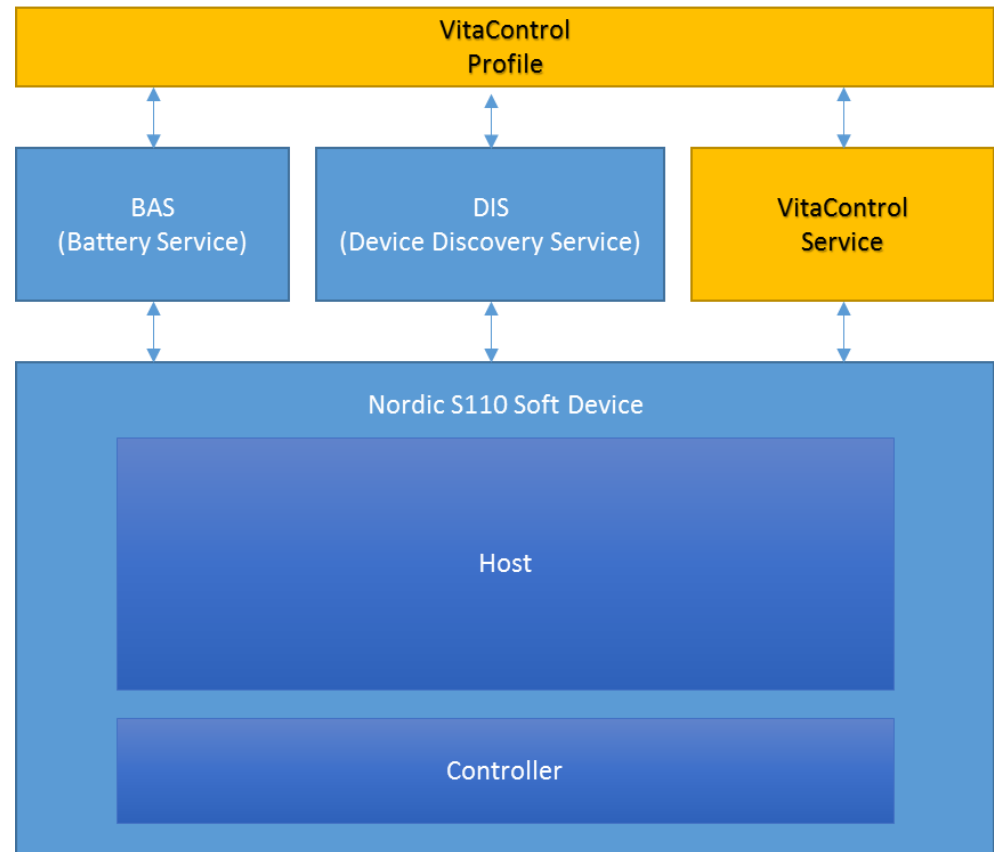 VitaControl
Profile
BAS
(Battery Service)
DIS
(Device Discovery Service)
VitaControl
Service
Nordic S110 Soft Device
Host
Controller